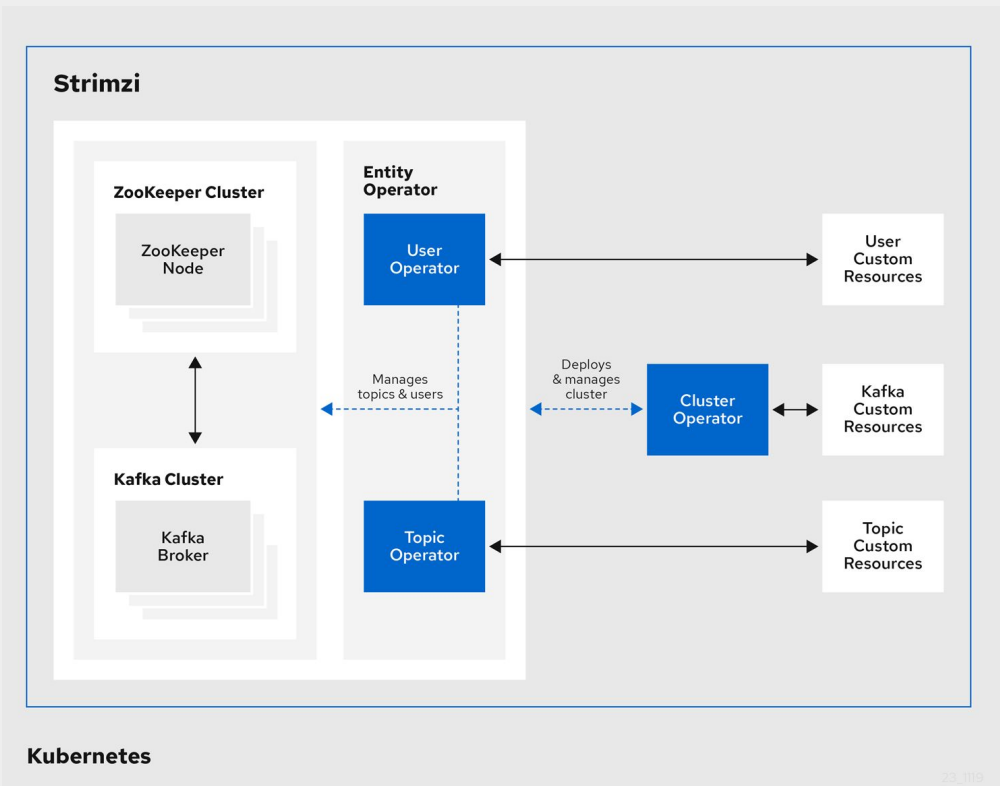 Strimzi
ZooKeeper Cluster
ZooKeeper
Node
Kafka Cluster
Kafka
Broker
Entity
Operator
User
Operator
Manages
topics & users
Topic
Operator
Deploys
& manages
cluster
Cluster
Operator
User
Custom
Resources
Kafka
Custom
Resources
Topic
Custom
Resources
Kubernetes
23_1119